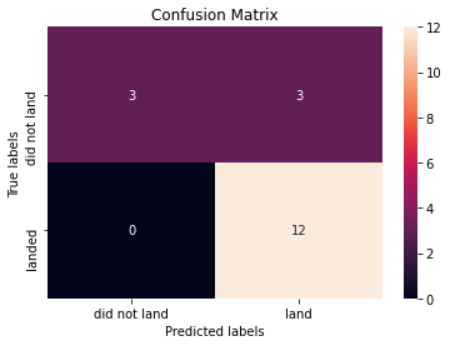 Confusion Matrix
True labels
did not land
landed
3 3
0 12
did not land land
Predicted labels
12
10
8
6
4
2
0